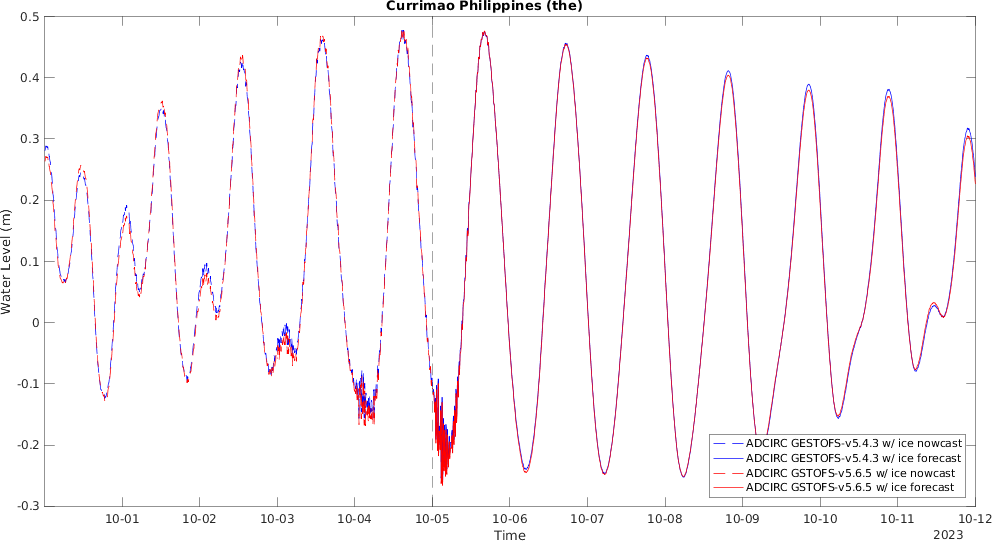 Currimao Philippines (the)
0.5
0.4
0.3
0.2
0.1
0
-0.1
-0.2
-0.3
Water Level (m)
ADCIRC GESTOFS-v5.4.3 w/ ice nowcast
ADCIRC GESTOFS-v5.4.3 w/ ice forecast
ADCIRC GSTOFS-v5.6.5 w/ ice nowcast
ADCIRC GSTOFS-v5.6.5 w/ ice forecast
10-01 10-02 10-03 10-04 10-05 10-06 10-07 10-08 10-09 10-10 10-11 10-12
Time
2023